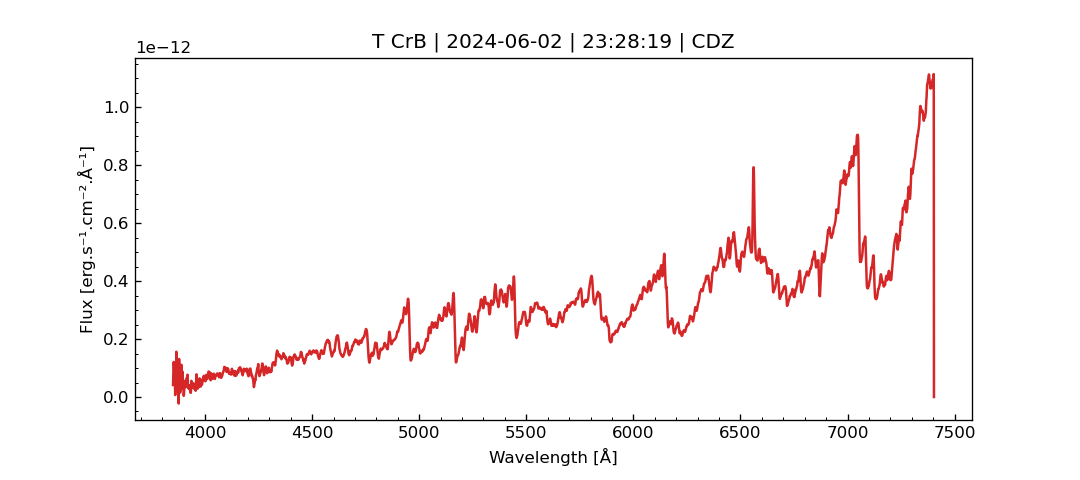 T CrB | 2024-06-02 | 23:28:19 | CDZ
1e−12
1.0
0.8
0.6
0.4
0.2
0.0
Flux [erg.s⁻¹.cm⁻².Å⁻¹]
4000 4500 5000 5500 6000 6500 7000 7500
Wavelength [Å]